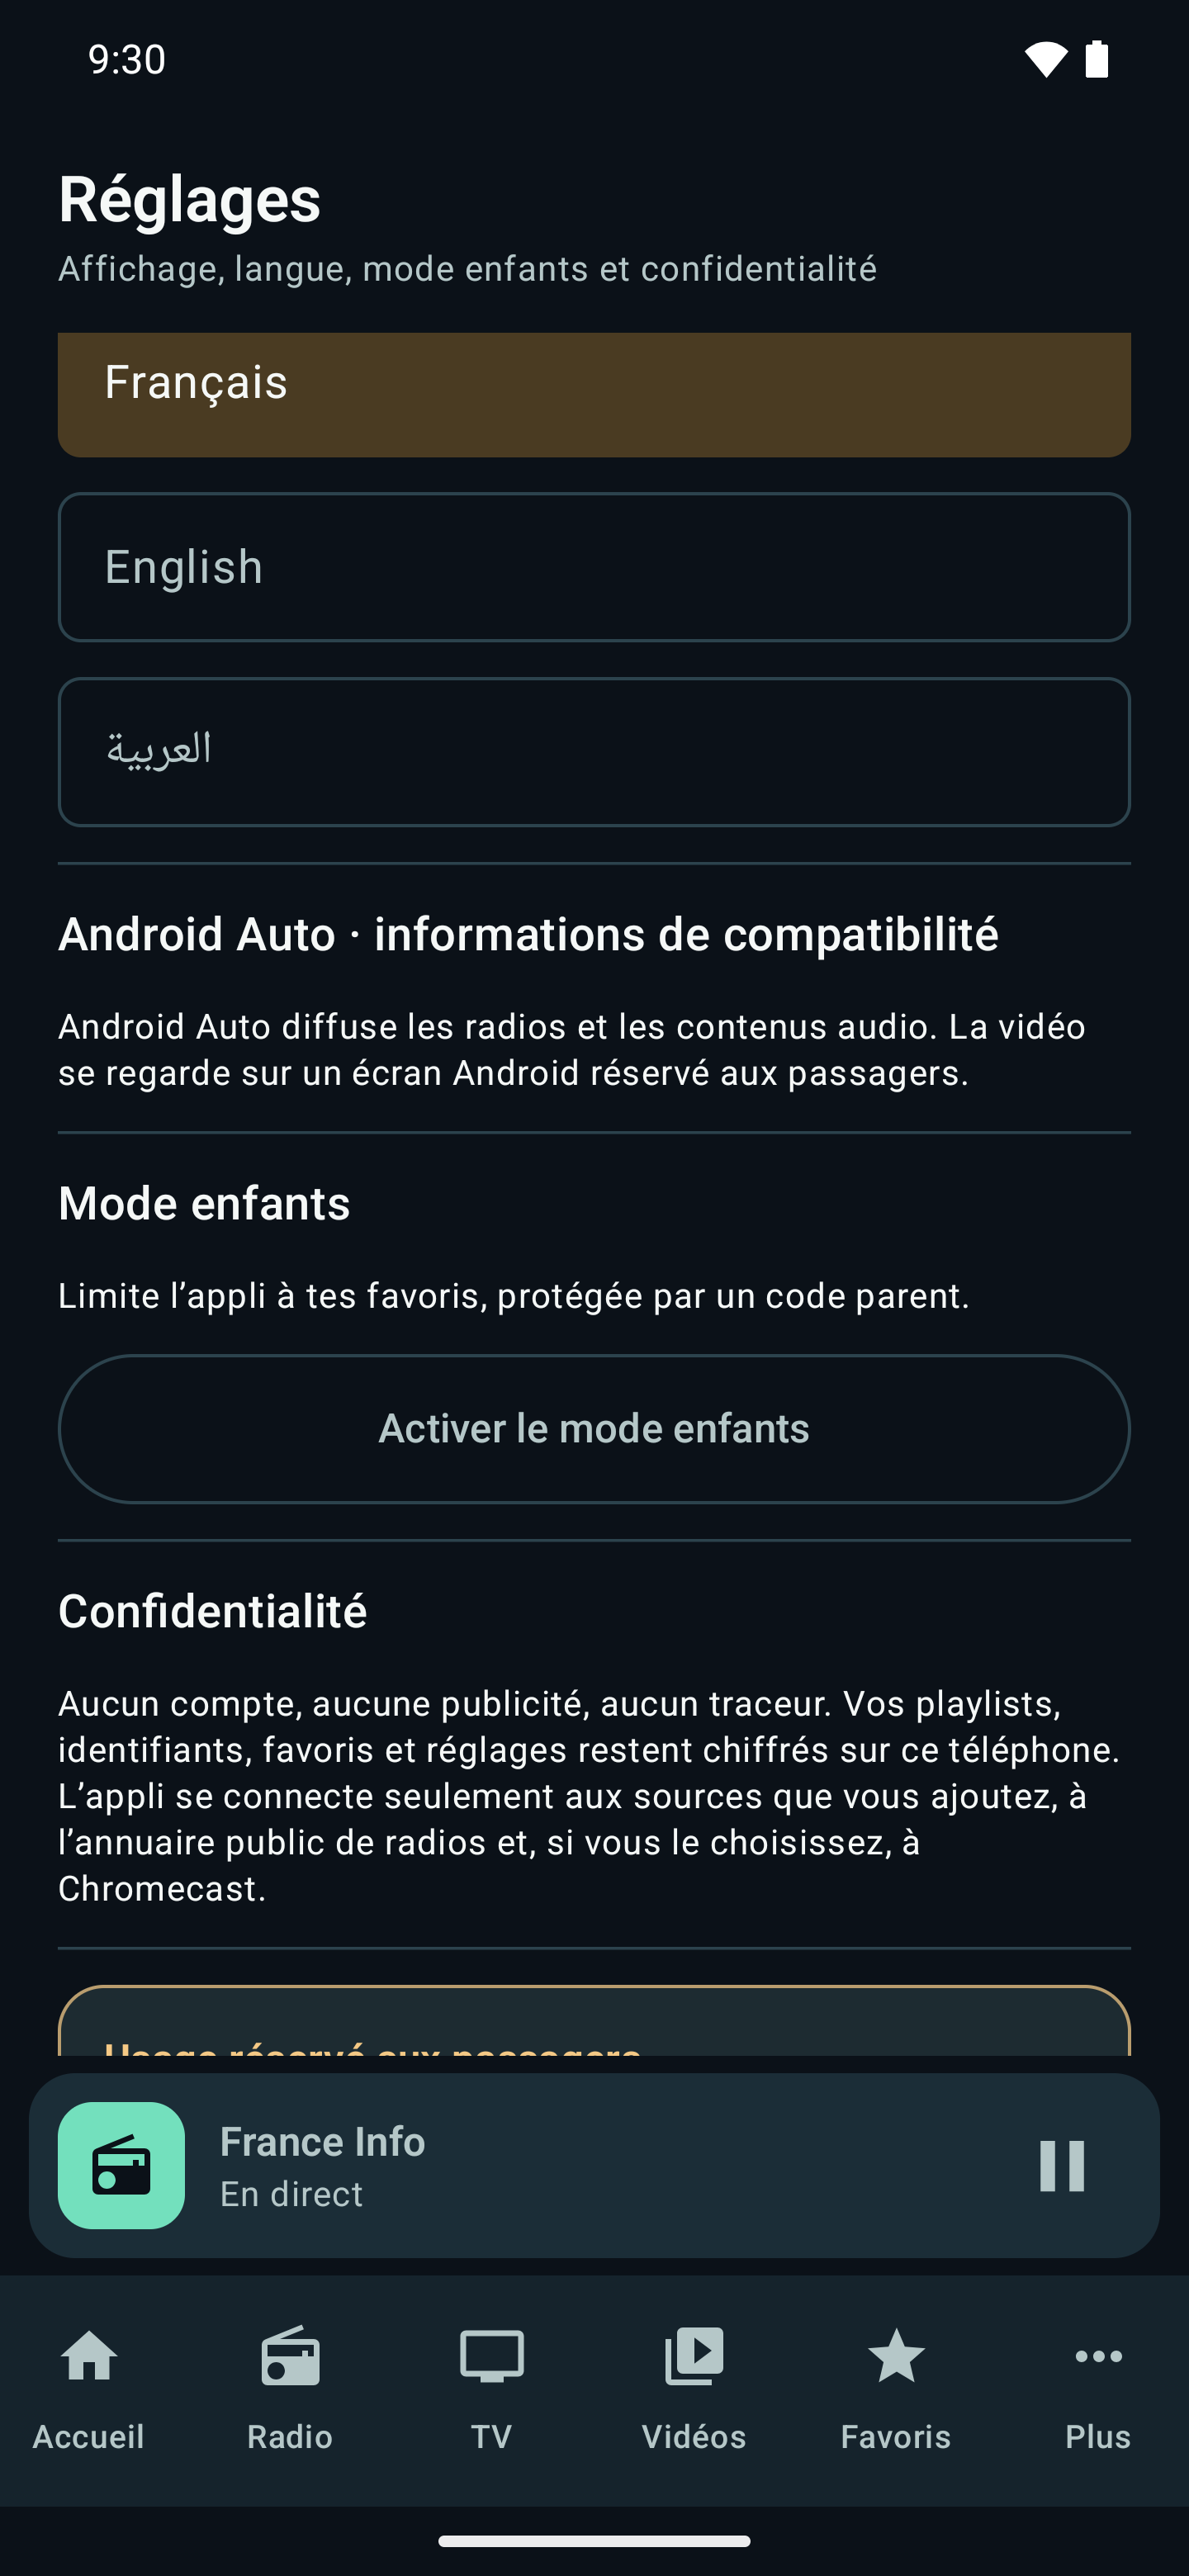 9:30
Réglages
Affichage, langue, mode enfants et confidentialité
Français
English
العربية
Android Auto · informations de compatibilité
Android Auto diffuse les radios et les contenus audio. La vidéo
se regarde sur un écran Android réservé aux passagers.
Mode enfants
Limite l’appli à tes favoris, protégée par un code parent.
Activer le mode enfants
Confidentialité
Aucun compte, aucune publicité, aucun traceur. Vos playlists,
identifiants, favoris et réglages restent chiffrés sur ce téléphone.
L’appli se connecte seulement aux sources que vous ajoutez, à
l’annuaire public de radios et, si vous le choisissez, à
Chromecast.
Usage réservé aux passagers
France Info
En direct
Accueil
Radio
TV
Vidéos
Favoris
Plus